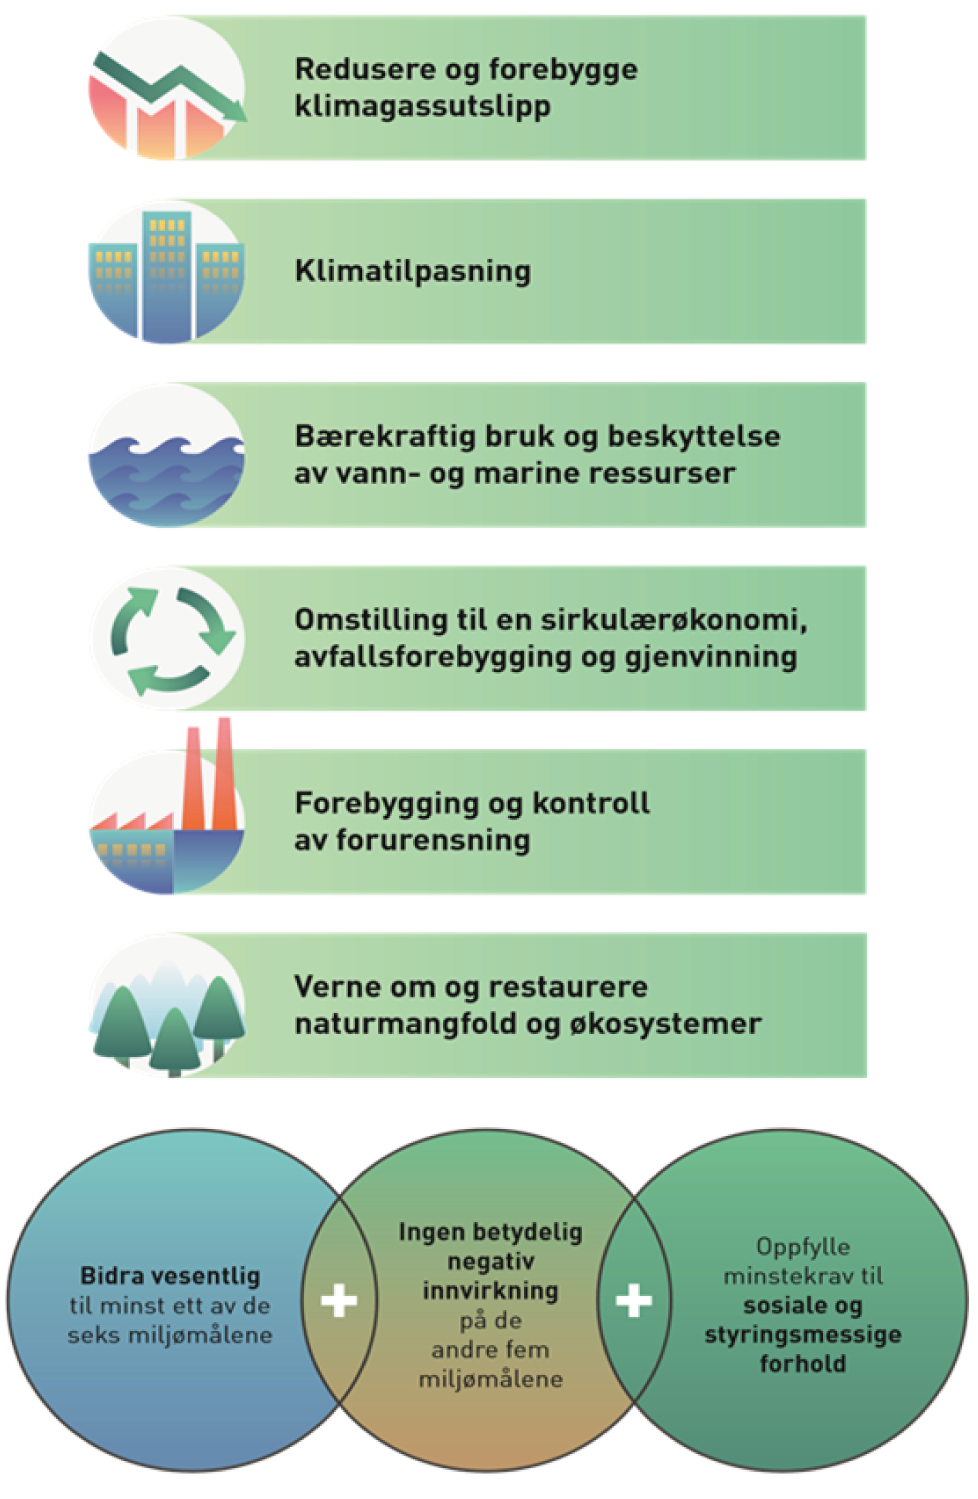 Redusere og forebygge
klimagassutslipp
Klimatilpasning
Bærekraftig bruk og beskyttelse
av vann- og marine ressurser
Omstilling til en sirkulærøkonomi,
avfallsforebygging og gjenvinning
Forebygging og kontroll
av forurensning
Verne om og restaurere
naturmangfold og økosystemer
Bidra vesentlig
til minst ett av de
seks miljømålene
Ingen betydelig
negativ
innvirkning
på de
andre fem
miljømålene
Oppfylle
minstekrav til
sosiale og
styringsmessige
forhold